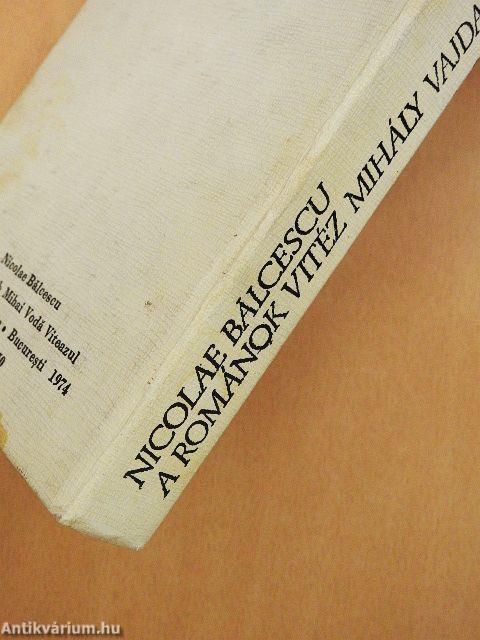 NICOLAE BĂLCESCU
A ROMÁNOK VITÉZ MIHÁLY VAJDA
Nicolae Bălcescu
Mihai Vodă Viteazul
• București 1974
Antikvárium.hu